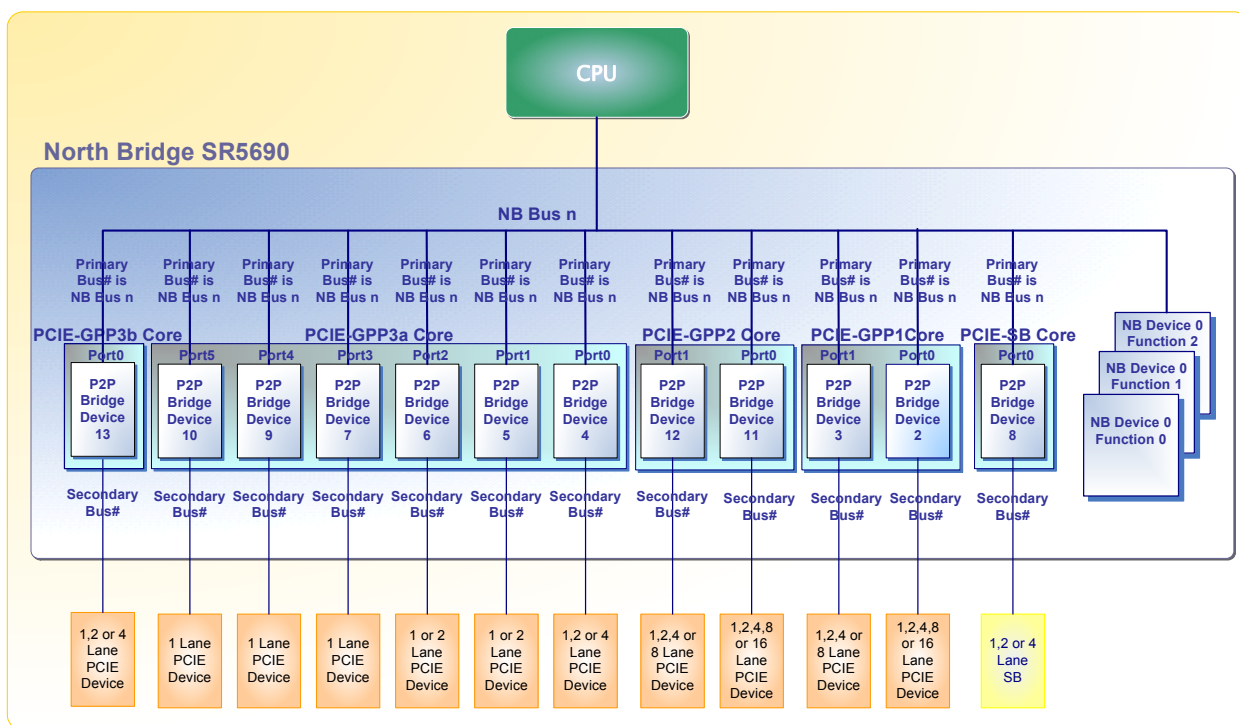 CPU
North Bridge SR5690
NB Bus n
Primary
Bus# is
NB Bus n
Primary
Bus# is
NB Bus n
Primary
Bus# is
NB Bus n
Primary
Bus# is
NB Bus n
Primary
Bus# is
NB Bus n
Primary
Bus# is
NB Bus n
Primary
Bus# is
NB Bus n
Primary
Bus# is
NB Bus n
Primary
Bus# is
NB Bus n
Primary
Bus# is
NB Bus n
Primary
Bus# is
NB Bus n
Primary
Bus# is
NB Bus n
PCIE-GPP3b Core
Port0
P2P
Bridge
Device
13
PCIE-GPP3a Core
Port5
P2P
Bridge
Device
10
Port4
P2P
Bridge
Device
9
Port3
P2P
Bridge
Device
7
Port2
P2P
Bridge
Device
6
Port1
P2P
Bridge
Device
5
Port0
P2P
Bridge
Device
4
PCIE-GPP2 Core
Port1
P2P
Bridge
Device
12
Port0
P2P
Bridge
Device
11
PCIE-GPP1Core
Port1
P2P
Bridge
Device
3
Port0
P2P
Bridge
Device
2
PCIE-SB Core
Port0
P2P
Bridge
Device
8
NB Device 0
Function 2
NB Device 0
Function 1
NB Device 0
Function 0
Secondary
Bus#
Secondary
Bus#
Secondary
Bus#
Secondary
Bus#
Secondary
Bus#
Secondary
Bus#
Secondary
Bus#
Secondary
Bus#
Secondary
Bus#
Secondary
Bus#
Secondary
Bus#
Secondary
Bus#
1,2 or 4
Lane
PCIE
Device
1 Lane
PCIE
Device
1 Lane
PCIE
Device
1 Lane
PCIE
Device
1 or 2
Lane
PCIE
Device
1 or 2
Lane
PCIE
Device
1,2 or 4
Lane
PCIE
Device
1,2,4 or
8 Lane
PCIE
Device
1,2,4,8
or 16
Lane
PCIE
Device
1,2,4 or
8 Lane
PCIE
Device
1,2,4,8
or 16
Lane
PCIE
Device
1,2 or 4
Lane
SB